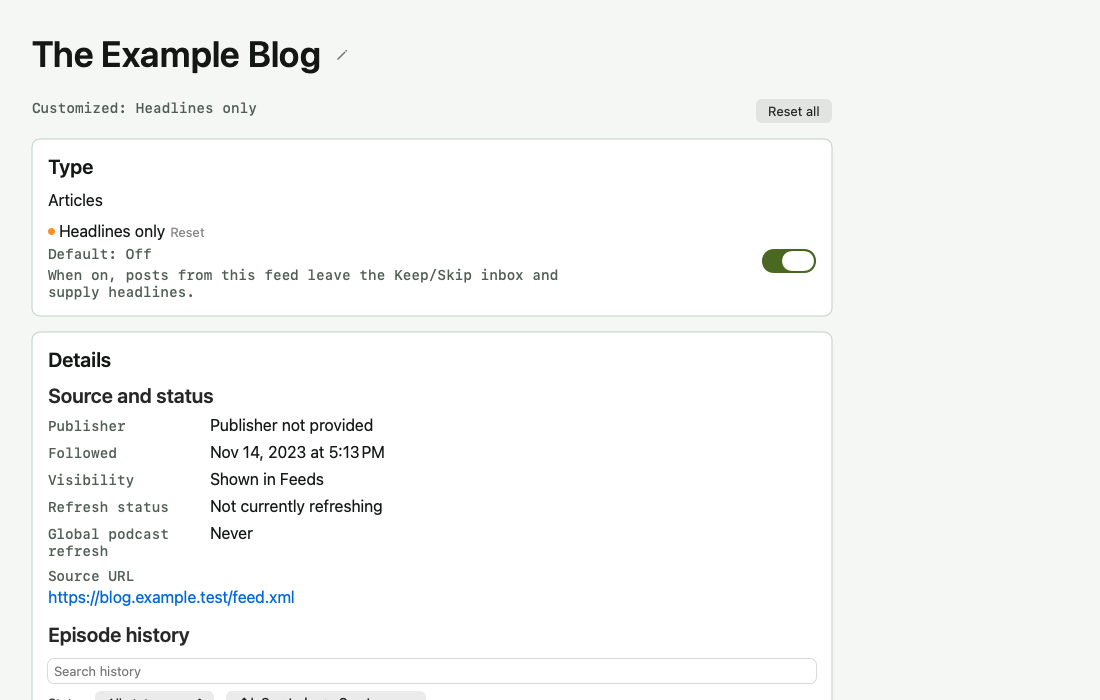 The Example Blog
Customized: Headlines only
Reset all
Type
Articles
Headlines only Reset
Default: Off
When on, posts from this feed leave the Keep/Skip inbox and
supply headlines.
Details
Source and status
Publisher Publisher not provided
Followed Nov 14, 2023 at 5:13 PM
Visibility Shown in Feeds
Refresh status Not currently refreshing
Global podcast Never
refresh
Source URL
https://blog.example.test/feed.xml
Episode history
Search history